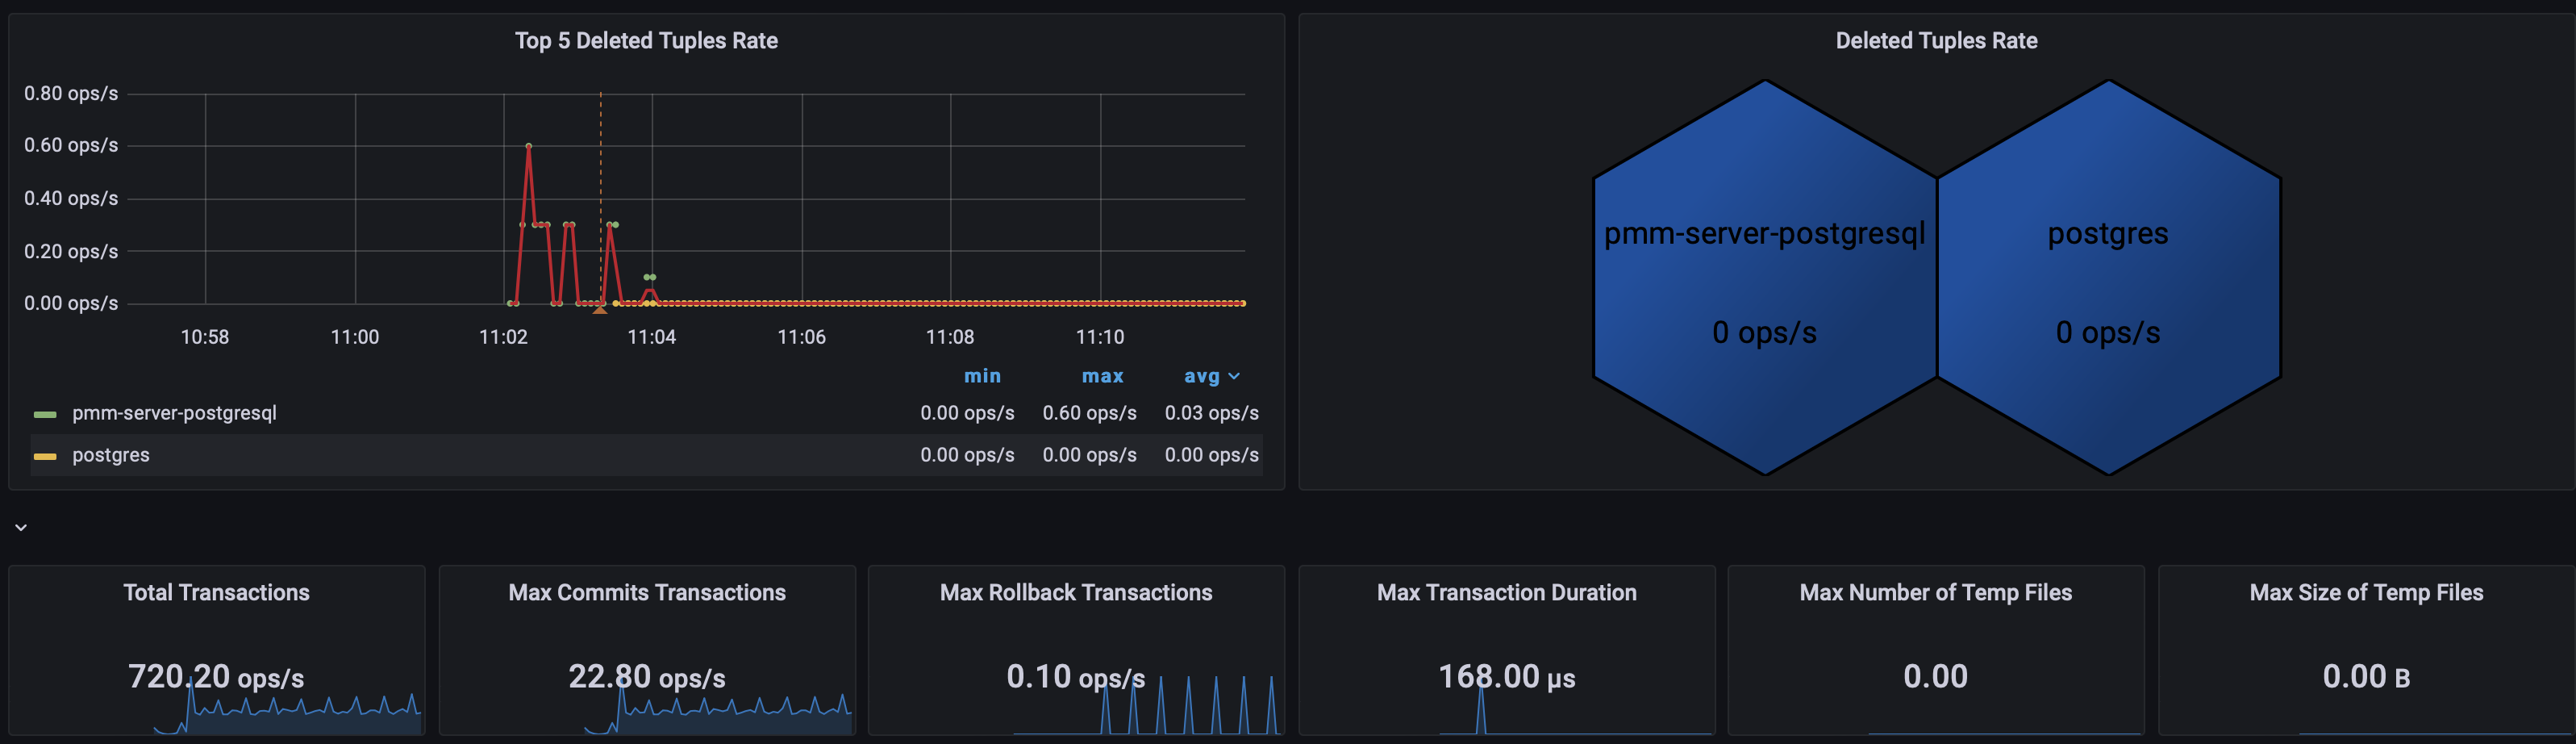 Top 5 Deleted Tuples Rate
0.80 ops/s
0.60 ops/s
0.40 ops/s
0.20 ops/s
0.00 ops/s
10:58 11:00 11:02 11:04 11:06 11:08 11:10
min max avg
pmm-server-postgresql 0.00 ops/s 0.60 ops/s 0.03 ops/s
postgres 0.00 ops/s 0.00 ops/s 0.00 ops/s
Deleted Tuples Rate
pmm-server-postgresql
0 ops/s
postgres
0 ops/s
Total Transactions
720.20 ops/s
Max Commits Transactions
22.80 ops/s
Max Rollback Transactions
0.10 ops/s
Max Transaction Duration
168.00 µs
Max Number of Temp Files
0.00
Max Size of Temp Files
0.00 B